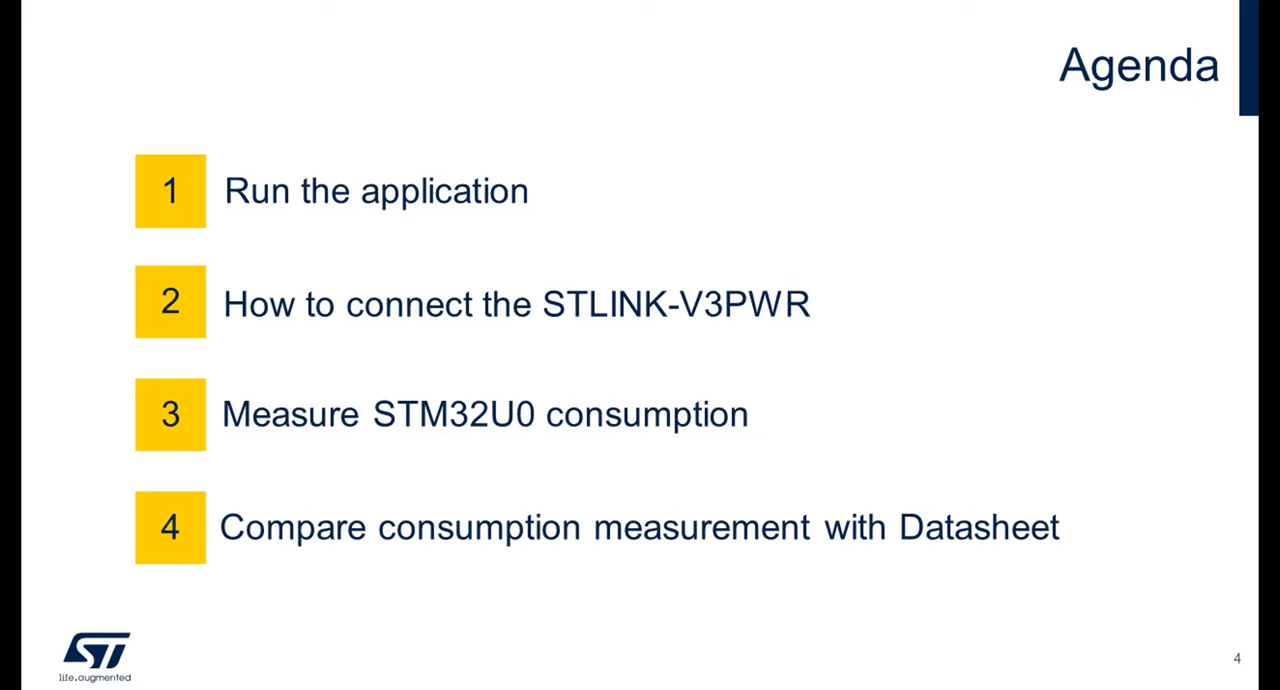 Agenda
1 Run the application
2 How to connect the STLINK-V3PWR
3 Measure STM32U0 consumption
4 Compare consumption measurement with Datasheet
ST
life.augmented
4